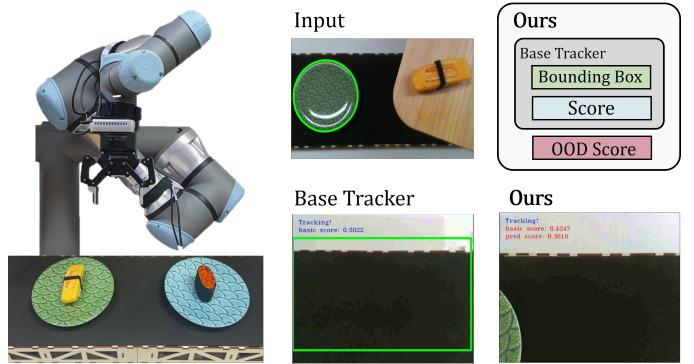 Input
Ours
Base Tracker
Bounding Box
Score
OOD Score
Base Tracker
Ours
Tracking!
basic score: 0.5022
Tracking!
basic score: 0.4247
pred score: 0.3618